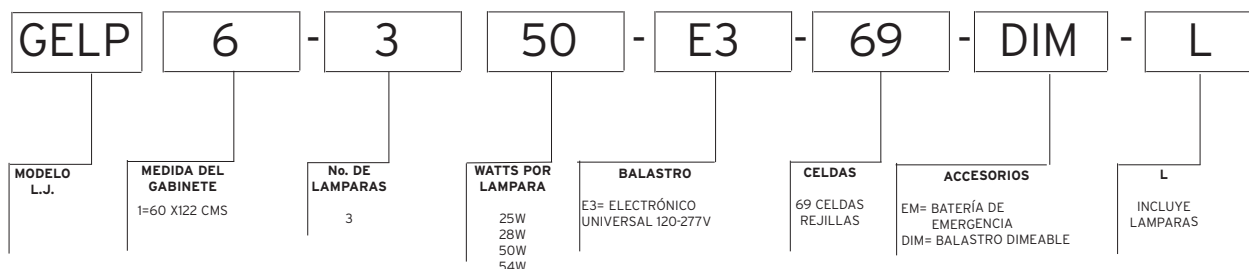 GELP 6 - 3 50 - E3 - 69 - DIM - L
MODELO
L.J.
MEDIDA DEL
GABINETE
1=60 X122 CMS
No. DE
LAMPARAS
3
WATTS POR
LAMPARA
25W
28W
50W
54W
BALASTRO
E3= ELECTRÓNICO
UNIVERSAL 120-277V
CELDAS
69 CELDAS
REJILLAS
ACCESORIOS
EM= BATERÍA DE
EMERGENCIA
DIM= BALASTRO DIMEABLE
L
INCLUYE
LAMPARAS